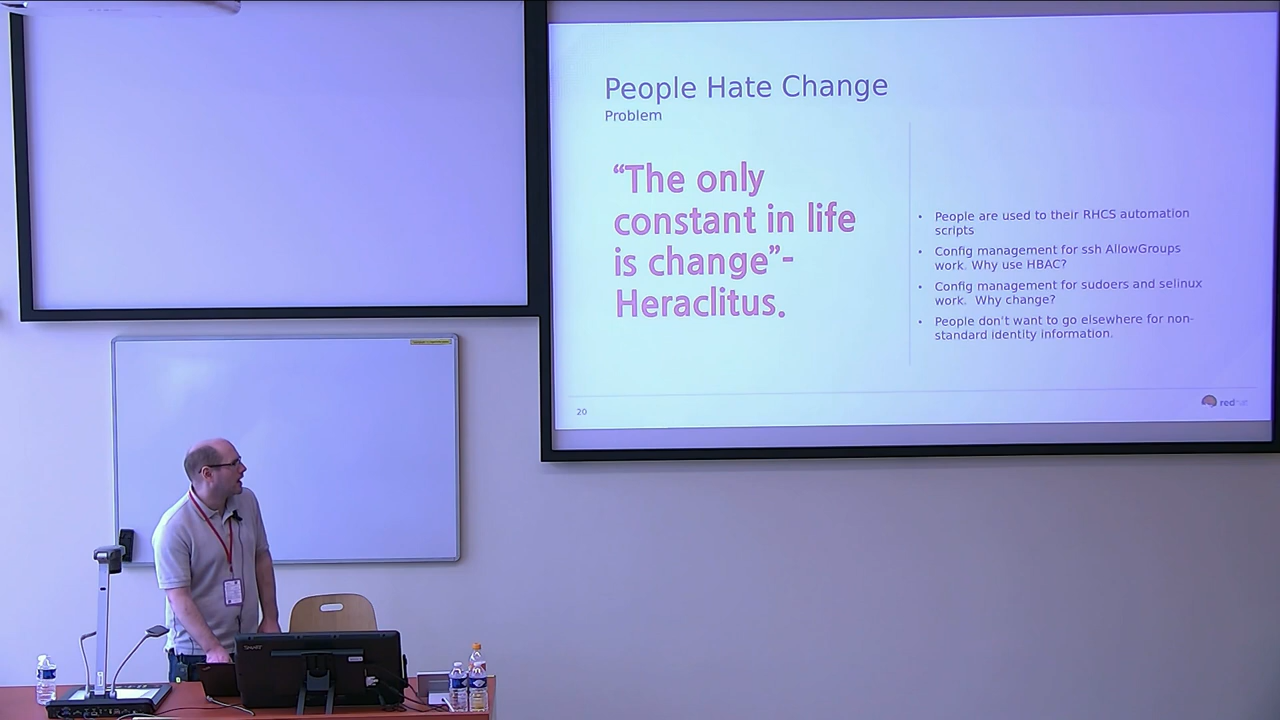 People Hate Change
Problem
“The only
constant in life
is change”-
Heraclitus.
• People are used to their RHCS automation
scripts
• Config management for ssh AllowGroups
work. Why use HBAC?
• Config management for sudoers and selinux
work.  Why change?
• People don't want to go elsewhere for non-
standard identity information.
20
redhat